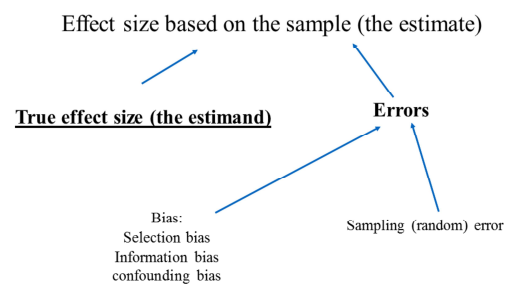 Effect size based on the sample (the estimate)
True effect size (the estimand)
Errors
Bias:
Selection bias
Information bias
confounding bias
Sampling (random) error